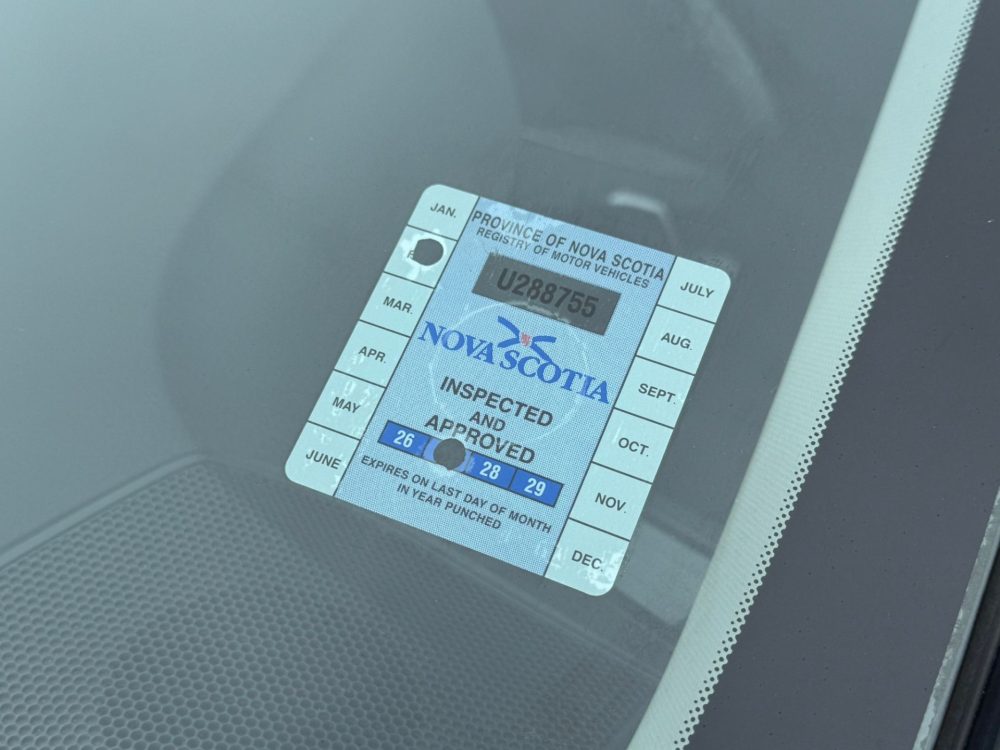 JAN.
MAR.
APR.
MAY
JUNE
PROVINCE OF NOVA SCOTIA
REGISTRY OF MOTOR VEHICLES
U288755
NOVA SCOTIA
INSPECTED
AND
APPROVED
26 28 29
EXPIRES ON LAST DAY OF MONTH
IN YEAR PUNCHED
JULY
AUG.
SEPT.
OCT.
NOV.
DEC.